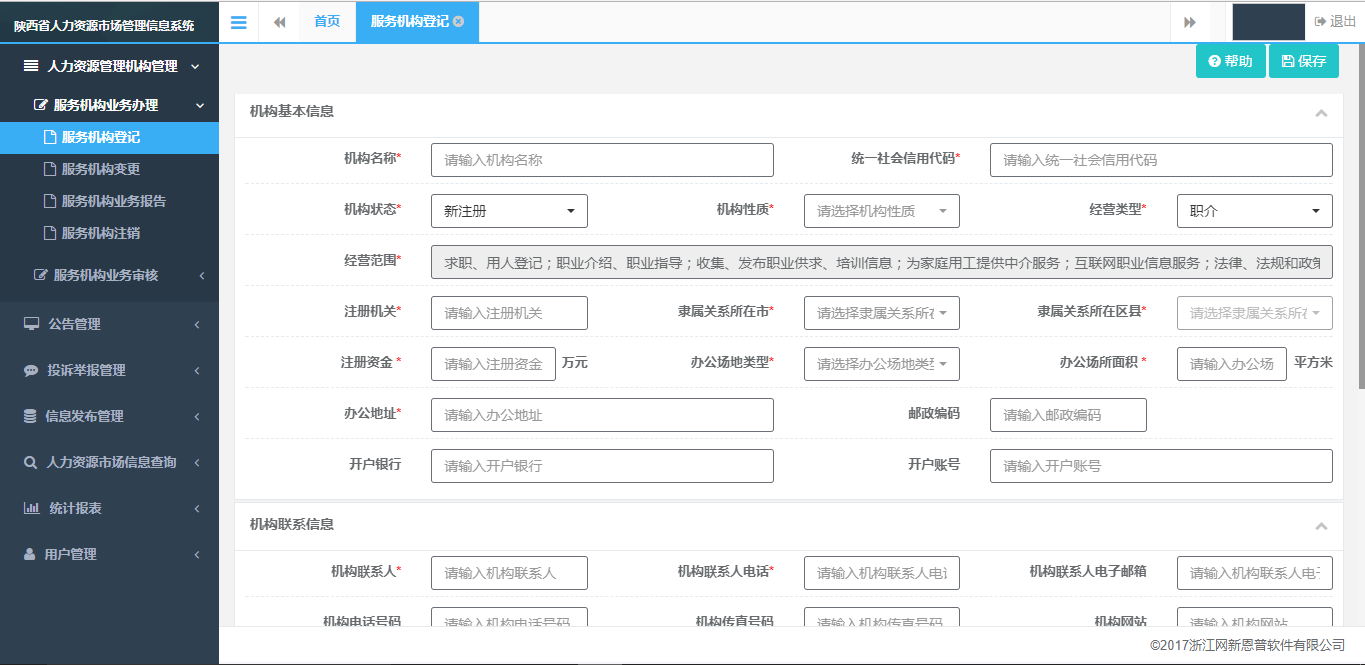 陕西省人力资源市场管理信息系统
首页
服务机构登记
退出
人力资源管理机构管理
服务机构业务办理
服务机构登记
服务机构变更
服务机构业务报告
服务机构注销
服务机构业务审核
公告管理
投诉举报管理
信息发布管理
人力资源市场信息查询
统计报表
用户管理
帮助 保存
机构基本信息
机构名称* 请输入机构名称 统一社会信用代码* 请输入统一社会信用代码
机构状态* 新注册 机构性质* 请选择机构性质 经营类型* 职介
经营范围* 求职、用人登记；职业介绍、职业指导；收集、发布职业供求、培训信息；为家庭用工提供中介服务；互联网职业信息服务；法律、法规和政策
注册机关* 请输入注册机关 隶属关系所在市* 请选择隶属关系所在 隶属关系所在区县* 请选择隶属关系所在
注册资金* 请输入注册资金 万元 办公场地类型* 请选择办公场地类型 办公场所面积* 请输入办公场 平方米
办公地址* 请输入办公地址 邮政编码 请输入邮政编码
开户银行 请输入开户银行 开户账号 请输入开户账号
机构联系信息
机构联系人* 请输入机构联系人 机构联系人电话* 请输入机构联系人电话 机构联系人电子邮箱 请输入机构联系人电子
机构电话号码 请输入机构电话号码 机构传真号码 请输入机构传真号码 机构网站 请输入机构网站
©2017浙江网新恩普软件有限公司